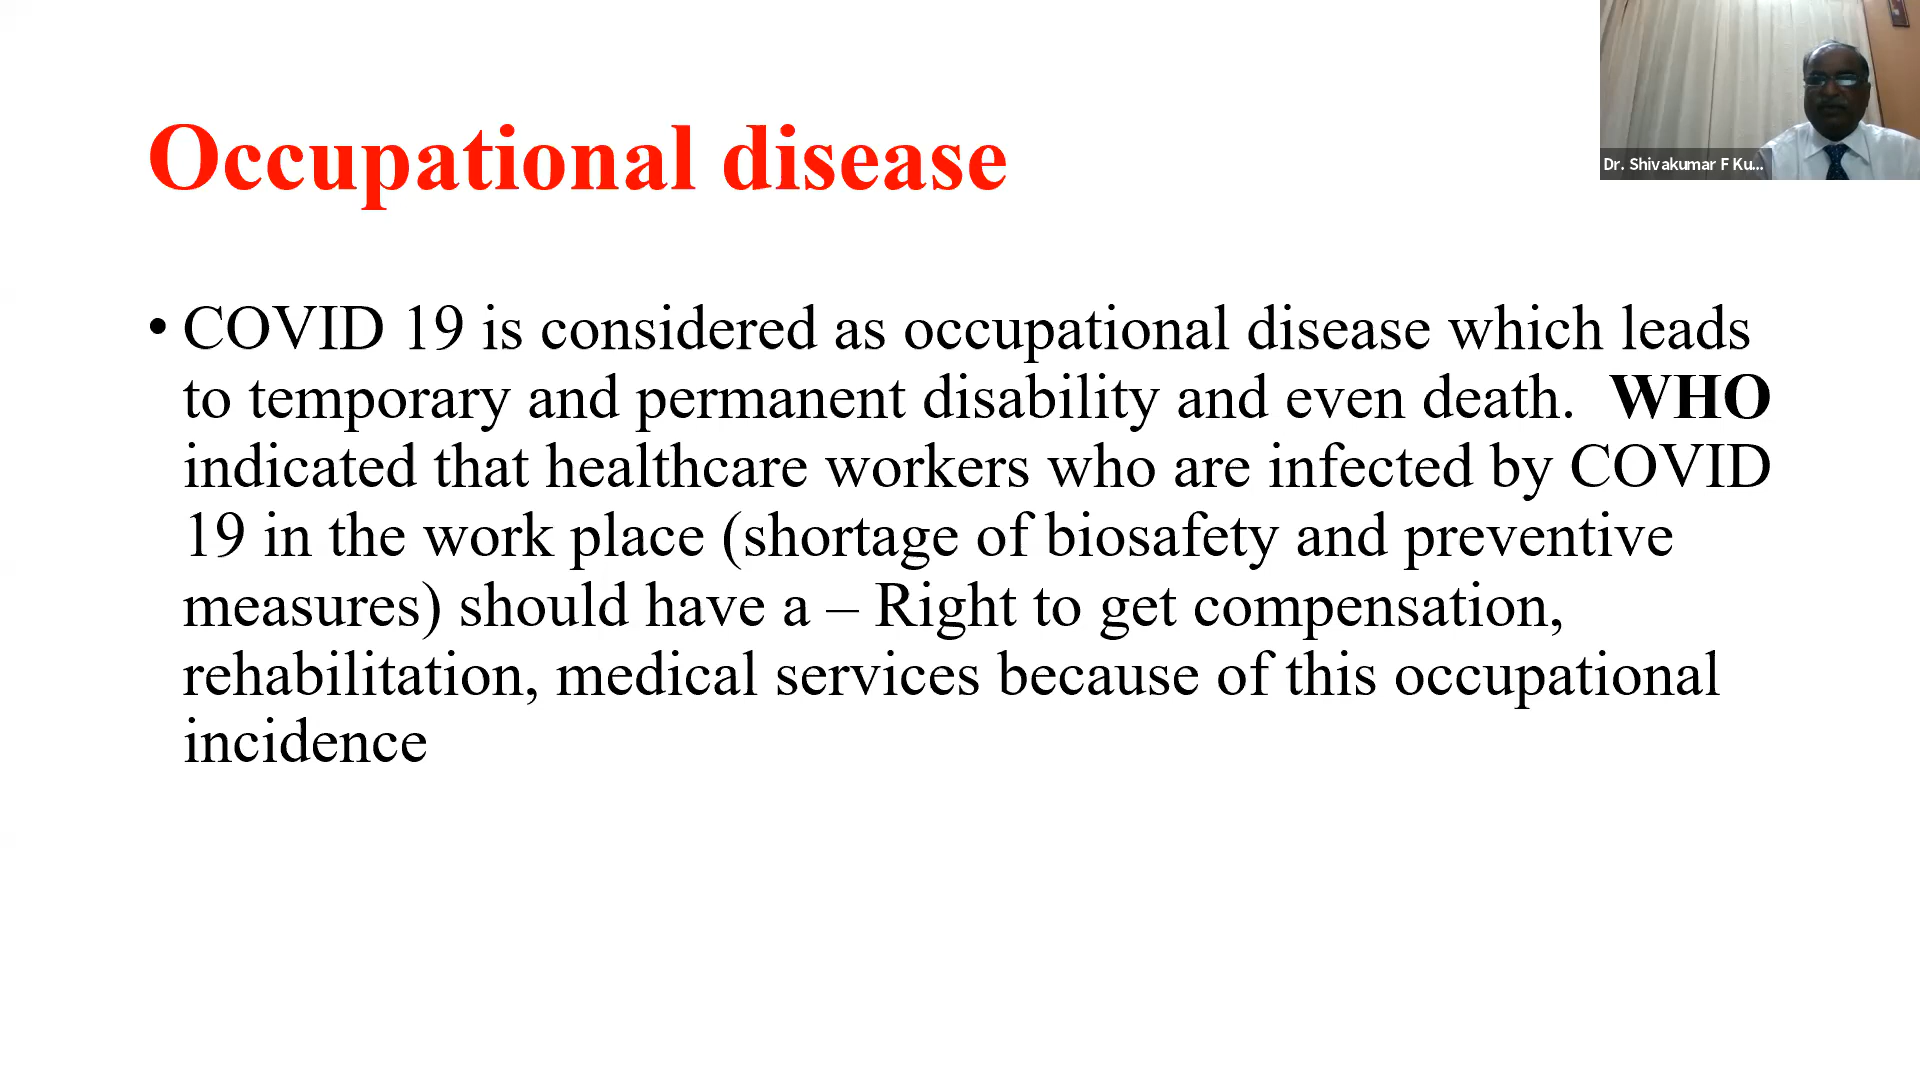 Occupational disease
• COVID 19 is considered as occupational disease which leads
to temporary and permanent disability and even death. WHO
indicated that healthcare workers who are infected by COVID
19 in the work place (shortage of biosafety and preventive
measures) should have a – Right to get compensation,
rehabilitation, medical services because of this occupational
incidence
Dr. Shivakumar F Ku...